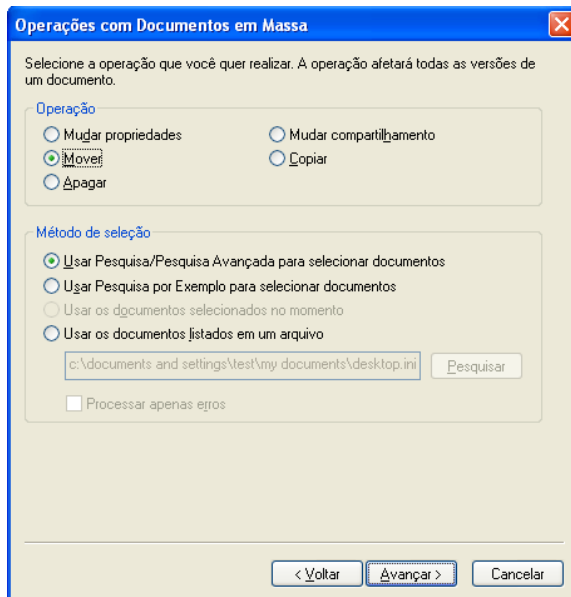 Operações com Documentos em Massa
Selecione a operação que você quer realizar. A operação afetará todas as versões de
um documento.
Operação
Mudar propriedades
Mudar compartilhamento
Mover
Copiar
Apagar
Método de seleção
Usar Pesquisa/Pesquisa Avançada para selecionar documentos
Usar Pesquisa por Exemplo para selecionar documentos
Usar os documentos selecionados no momento
Usar os documentos listados em um arquivo
c:\documents and settings\test\my documents\desktop.ini
Pesquisar
Processar apenas erros
< Voltar
Avançar >
Cancelar